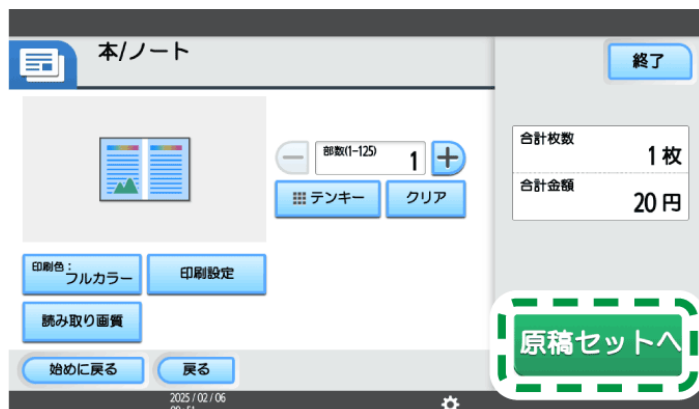 本/ノート
終了
部数(1-125)
1
テンキー
クリア
合計枚数
1 枚
合計金額
20 円
印刷色：
フルカラー
印刷設定
読み取り画質
原稿セットへ
始めに戻る
戻る
2025 / 02 / 06